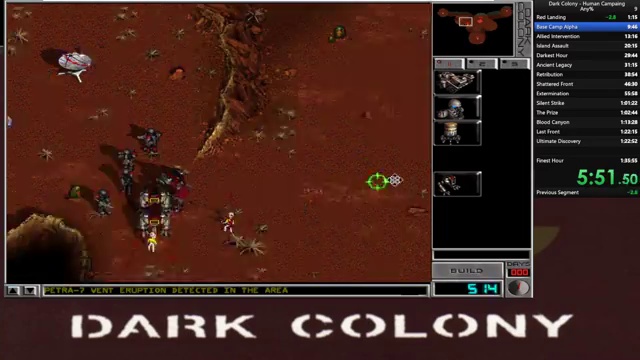 Dark Colony - Human Campaing
Any%
9
Red Landing -2.8 1:15
Base Camp Alpha 9:46
Allied Intervention 13:16
Island Assault 20:15
Darkest Hour 29:44
Ancient Legacy 31:15
Retribution 38:54
Shattered Front 46:30
Extermination 55:58
Silent Strike 1:01:22
The Prize 1:02:44
Blood Canyon 1:13:28
Last Front 1:22:15
Ultimate Discovery 1:22:52
Finest Hour 1:35:55
5:51.50
Previous Segment -2.8
BUILD
DAYS
000
514
PETRA-7 VENT ERUPTION DETECTED IN THE AREA
DARK COLONY